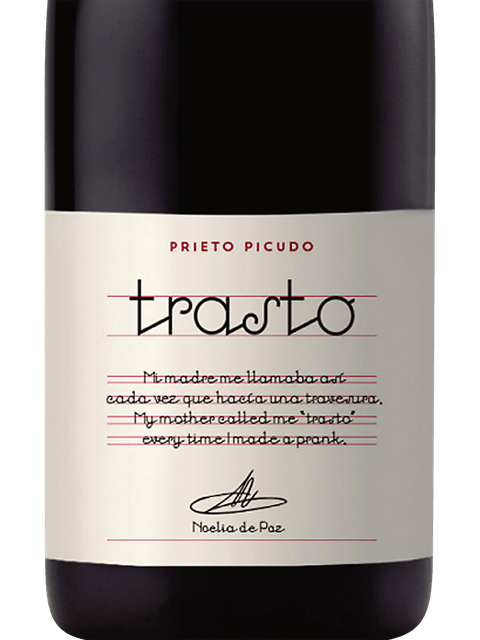 PRIETO PICUDO
trasto
Mi madre me llamaba así
cada vez que hacía una travesura.
My mother called me "trasto"
every time I made a prank.
Noelia de Paz